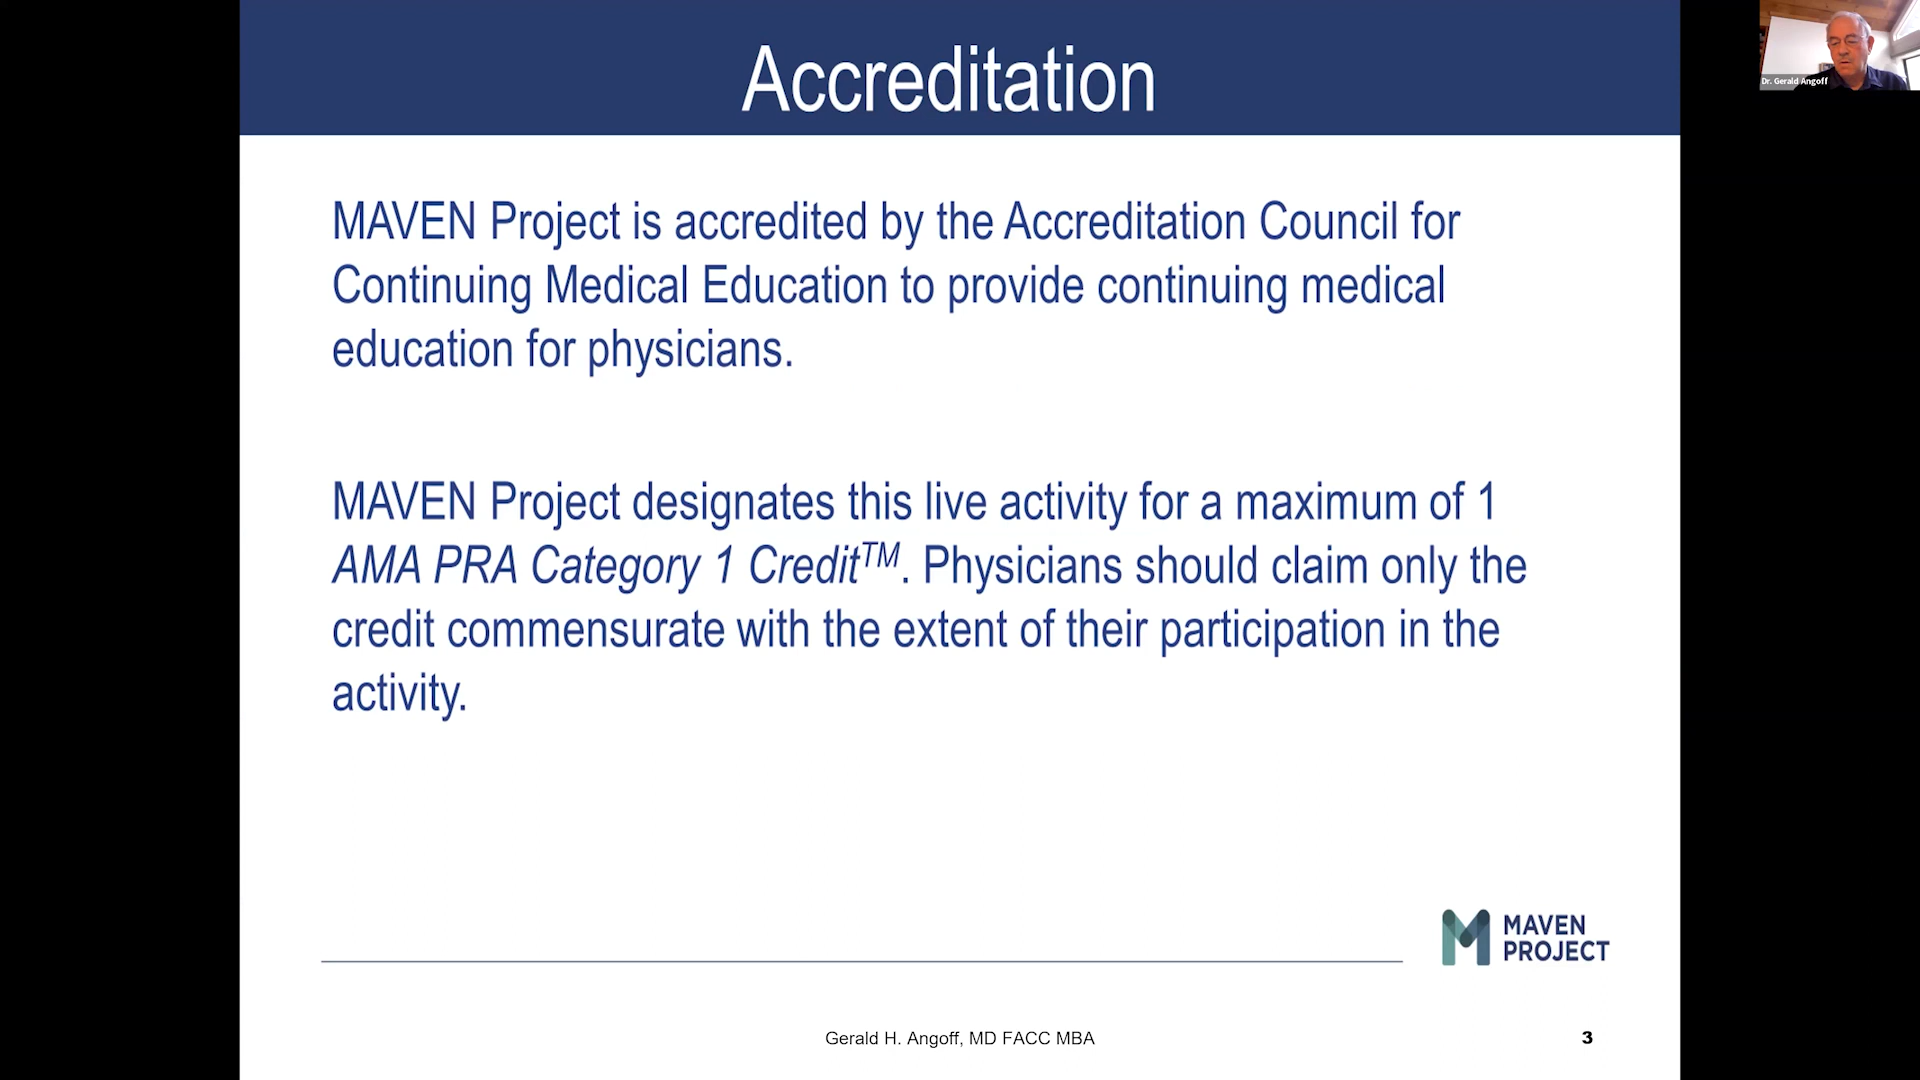 Accreditation
Dr. Gerald Angoff
MAVEN Project is accredited by the Accreditation Council for
Continuing Medical Education to provide continuing medical
education for physicians.
MAVEN Project designates this live activity for a maximum of 1
AMA PRA Category 1 Credit™. Physicians should claim only the
credit commensurate with the extent of their participation in the
activity.
MAVEN
PROJECT
Gerald H. Angoff, MD FACC MBA
3